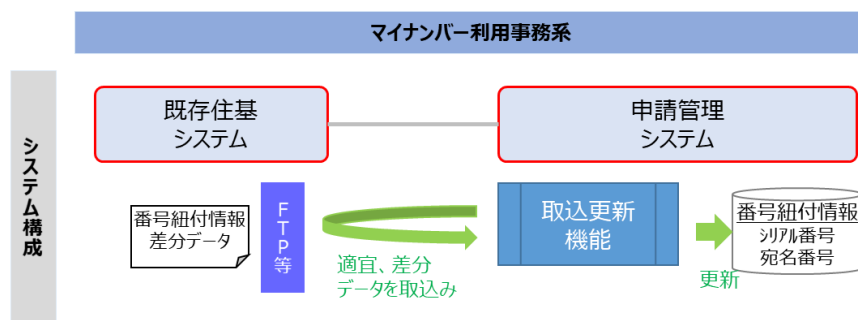 マイナンバー利用事務系
システム構成
既存住基
システム
申請管理
システム
番号紐付情報
差分データ
FTP等
適宜、差分
データを取込み
取込更新
機能
更新
番号紐付情報
ｼﾘｱﾙ番号
宛名番号